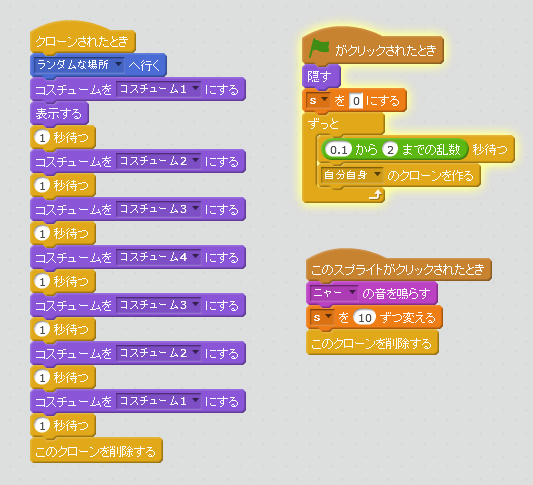 クローンされたとき
ランダムな場所 へ行く
コスチュームを コスチューム1 にする
表示する
1 秒待つ
コスチュームを コスチューム2 にする
1 秒待つ
コスチュームを コスチューム3 にする
1 秒待つ
コスチュームを コスチューム4 にする
1 秒待つ
コスチュームを コスチューム3 にする
1 秒待つ
コスチュームを コスチューム2 にする
1 秒待つ
コスチュームを コスチューム1 にする
1 秒待つ
このクローンを削除する
がクリックされたとき
隠す
s を 0 にする
ずっと
0.1 から 2 までの乱数 秒待つ
自分自身 のクローンを作る
このスプライトがクリックされたとき
ニャー の音を鳴らす
s を 10 ずつ変える
このクローンを削除する